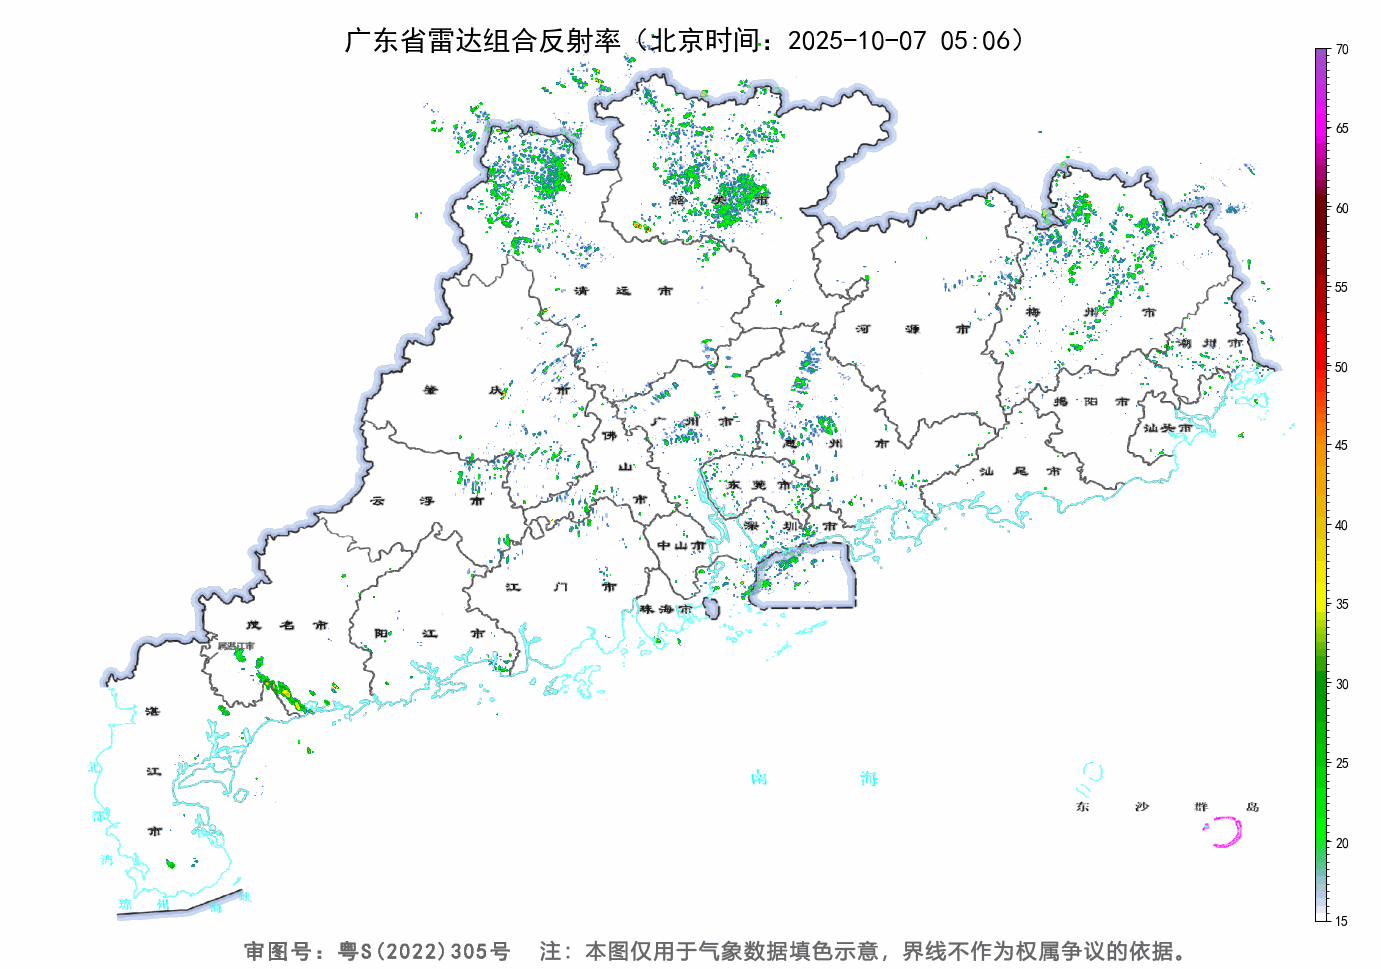 广东省雷达组合反射率（北京时间：2025-10-07 05:06）
70
65
60
55
50
45
40
35
30
25
20
15
韶关市
清远市
河源市
梅州市
潮州市
肇庆市
广州市
惠州市
揭阳市
汕头市
佛山市
云浮市
东莞市
汕尾市
深圳市
中山市
江门市
珠海市
茂名市
阳江市
属湛江市
湛江市
北部湾
南海
东沙群岛
琼州海峡
审图号：粤S(2022)305号 注：本图仅用于气象数据填色示意，界线不作为权属争议的依据。